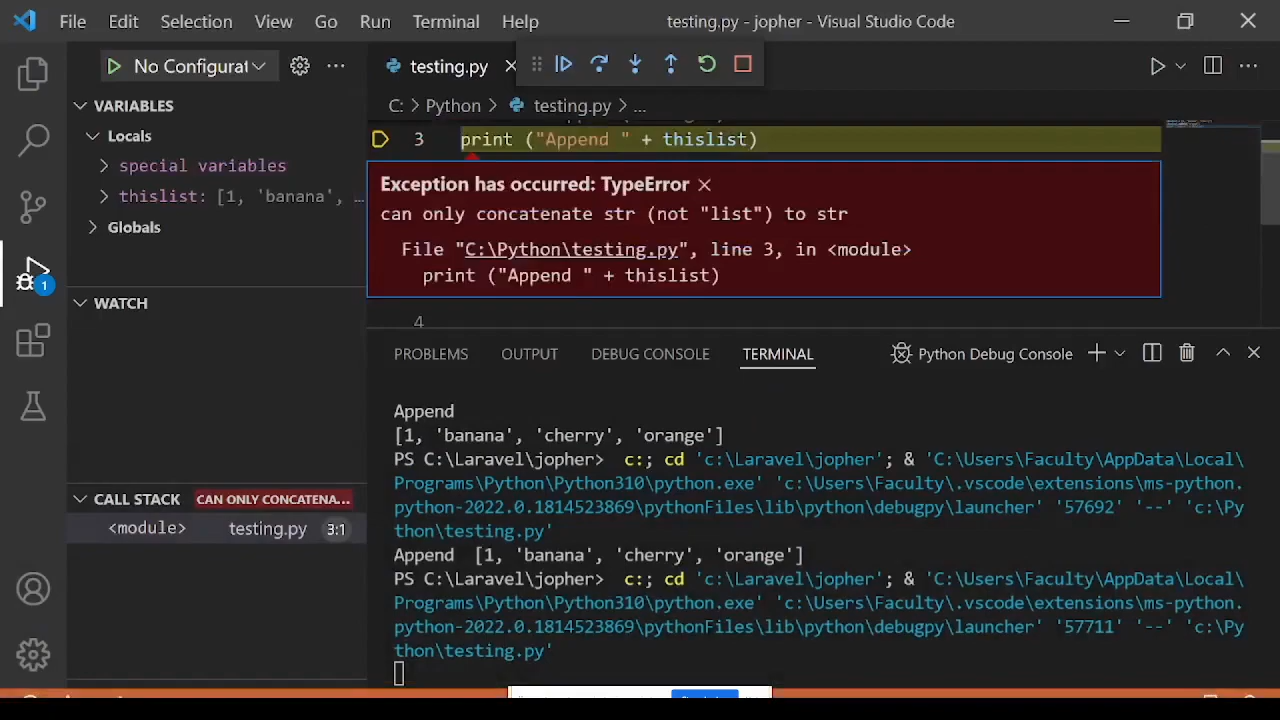 File Edit Selection View Go Run Terminal Help testing.py - jopher - Visual Studio Code
No Configurat
testing.py
C: > Python > testing.py > ...
VARIABLES
Locals
special variables
thislist: [1, 'banana', ...
Globals
WATCH
CALL STACK CAN ONLY CONCATENA...
<module> testing.py 3:1
1
3 print ("Append " + thislist)
Exception has occurred: TypeError
can only concatenate str (not "list") to str
File "C:\Python\testing.py", line 3, in <module>
print ("Append " + thislist)
4
PROBLEMS OUTPUT DEBUG CONSOLE TERMINAL Python Debug Console
Append
[1, 'banana', 'cherry', 'orange']
PS C:\Laravel\jopher> c:; cd 'c:\Laravel\jopher'; & 'C:\Users\Faculty\AppData\Local\
Programs\Python\Python310\python.exe' 'c:\Users\Faculty\.vscode\extensions\ms-python.
python-2022.0.1814523869\pythonFiles\lib\python\debugpy\launcher' '57692' '--' 'c:\Py
thon\testing.py'
Append  [1, 'banana', 'cherry', 'orange']
PS C:\Laravel\jopher> c:; cd 'c:\Laravel\jopher'; & 'C:\Users\Faculty\AppData\Local\
Programs\Python\Python310\python.exe' 'c:\Users\Faculty\.vscode\extensions\ms-python.
python-2022.0.1814523869\pythonFiles\lib\python\debugpy\launcher' '57711' '--' 'c:\Py
thon\testing.py'